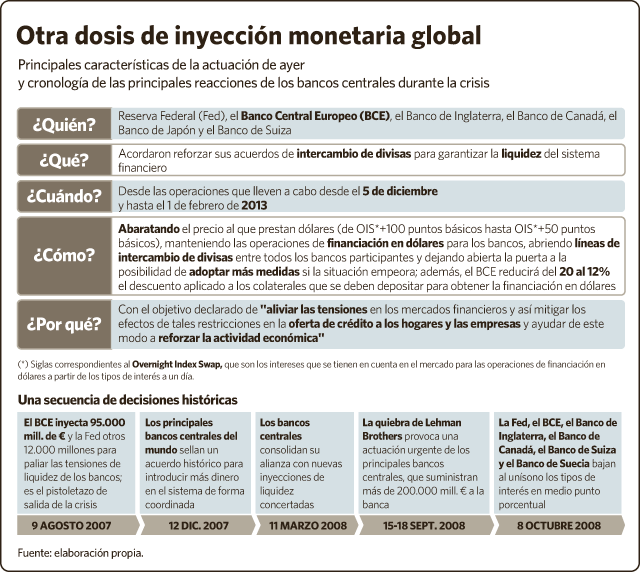 Otra dosis de inyección monetaria global
Principales características de la actuación de ayer
y cronología de las principales reacciones de los bancos centrales durante la crisis
¿Quién?
Reserva Federal (Fed), el Banco Central Europeo (BCE), el Banco de Inglaterra, el Banco de Canadá, el
Banco de Japón y el Banco de Suiza
¿Qué?
Acordaron reforzar sus acuerdos de intercambio de divisas para garantizar la liquidez del sistema
financiero
¿Cuándo?
Desde las operaciones que lleven a cabo desde el 5 de diciembre
y hasta el 1 de febrero de 2013
¿Cómo?
Abaratando el precio al que prestan dólares (de OIS*+100 puntos básicos hasta OIS*+50 puntos
básicos), manteniendo las operaciones de financiación en dólares para los bancos, abriendo líneas de
intercambio de divisas entre todos los bancos participantes y dejando abierta la puerta a la
posibilidad de adoptar más medidas si la situación empeora; además, el BCE reducirá del 20 al 12%
el descuento aplicado a los colaterales que se deben depositar para obtener la financiación en dólares
¿Por qué?
Con el objetivo declarado de "aliviar las tensiones en los mercados financieros y así mitigar los
efectos de tales restricciones en la oferta de crédito a los hogares y las empresas y ayudar de este
modo a reforzar la actividad económica"
(*) Siglas correspondientes al Overnight Index Swap, que son los intereses que se tienen en cuenta en el mercado para las operaciones de financiación en
dólares a partir de los tipos de interés a un día.
Una secuencia de decisiones históricas
El BCE inyecta 95.000
mill. de € y la Fed otros
12.000 millones para
paliar las tensiones de
liquidez de los bancos;
es el pistoletazo de
salida de la crisis
9 AGOSTO 2007
Los principales
bancos centrales del
mundo sellan un
acuerdo histórico para
introducir más dinero
en el sistema de forma
coordinada
12 DIC. 2007
Los bancos
centrales
consolidan su
alianza con nuevas
inyecciones de
liquidez
concertadas
11 MARZO 2008
La quiebra de Lehman
Brothers provoca una
actuación urgente de los
principales bancos
centrales, que suministran
más de 200.000 mill. € a la
banca
15-18 SEPT. 2008
La Fed, el BCE, el Banco de
Inglaterra, el Banco de
Canadá, el Banco de Suiza
y el Banco de Suecia bajan
al unísono los tipos de
interés en medio punto
porcentual
8 OCTUBRE 2008
Fuente: elaboración propia.